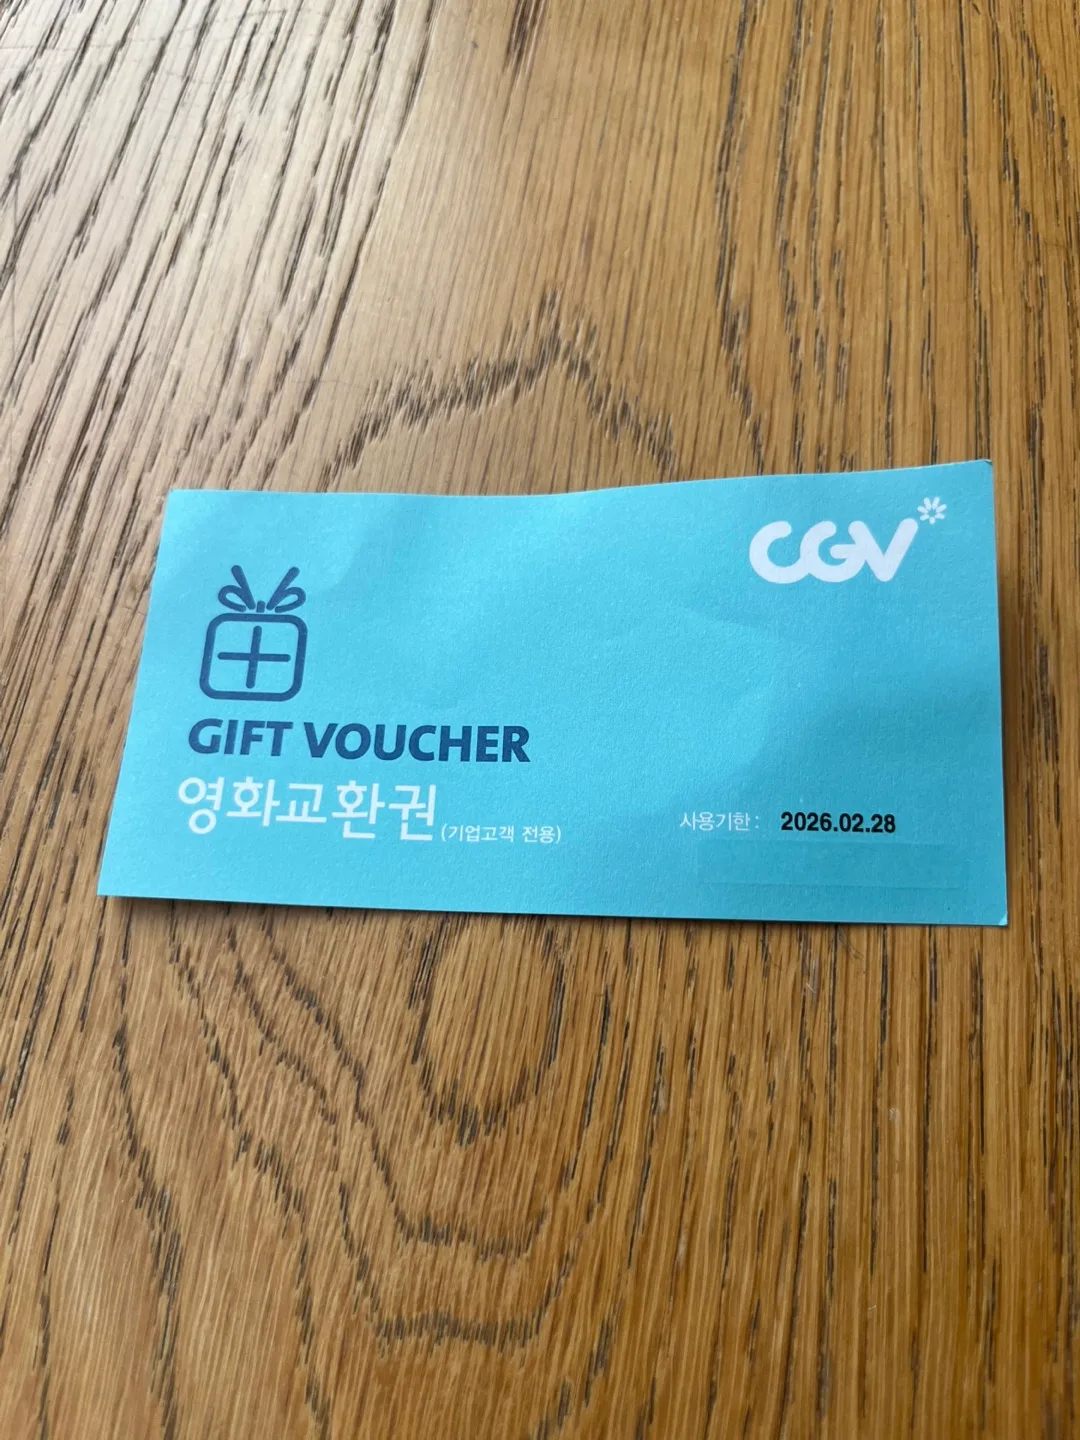 CGV
GIFT VOUCHER
영화교환권 (기업고객 전용)
사용기한 : 2026.02.28